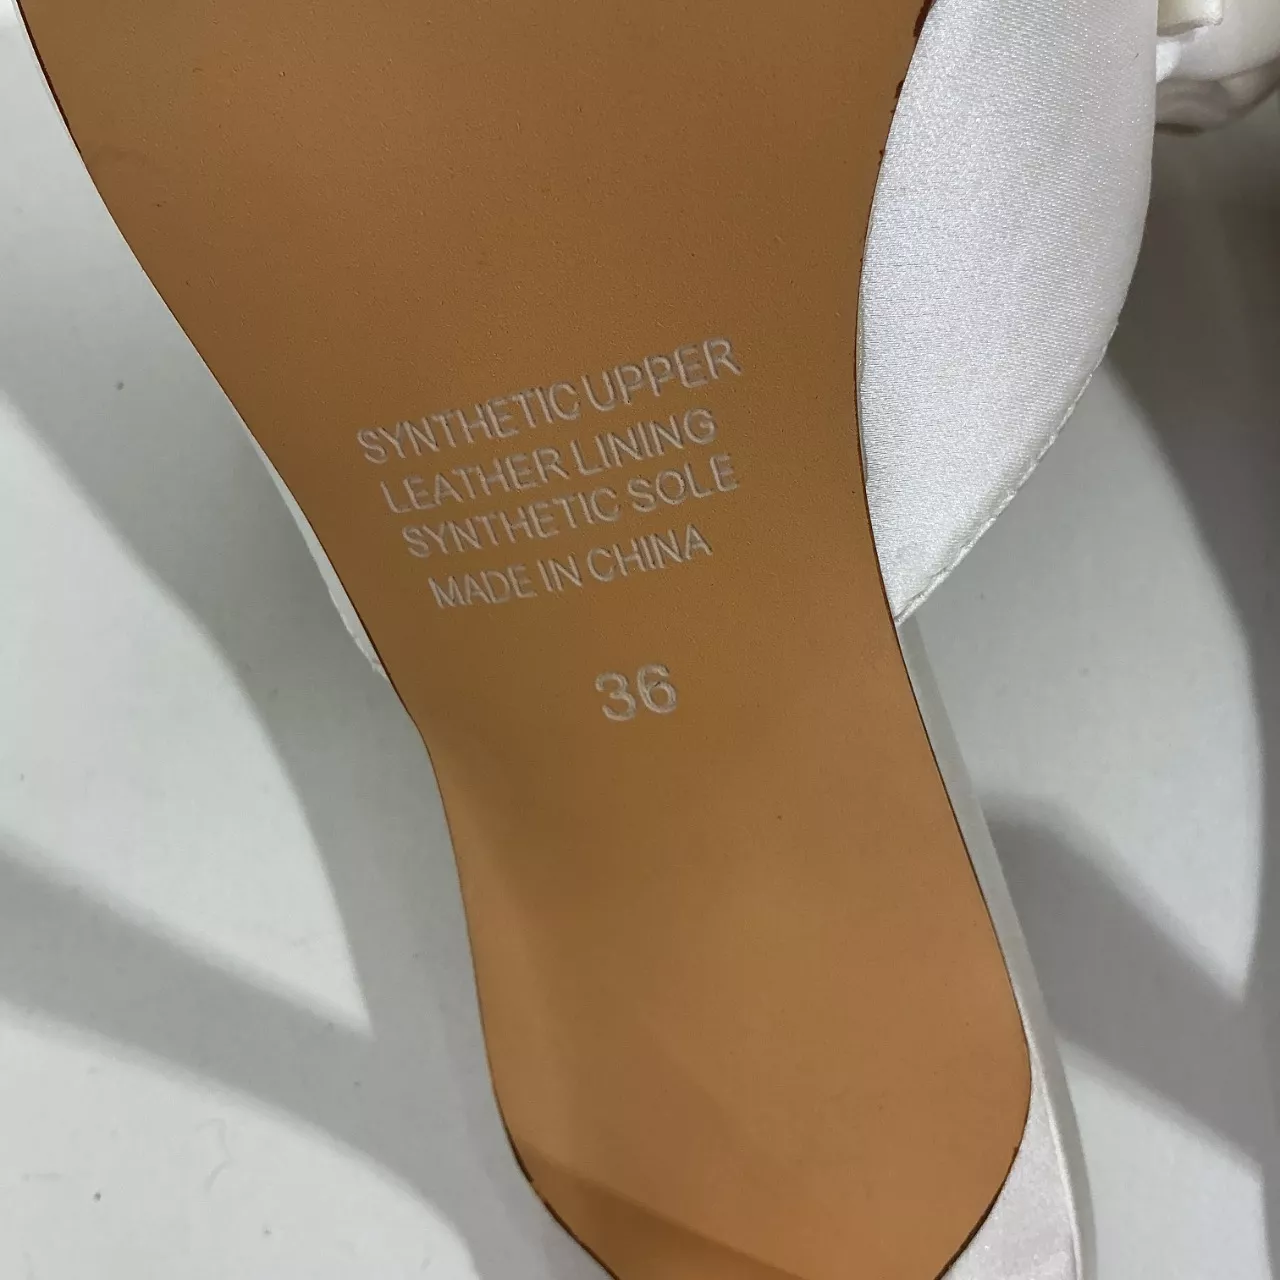 SYNTHETIC UPPER
LEATHER LINING
SYNTHETIC SOLE
MADE IN CHINA
36